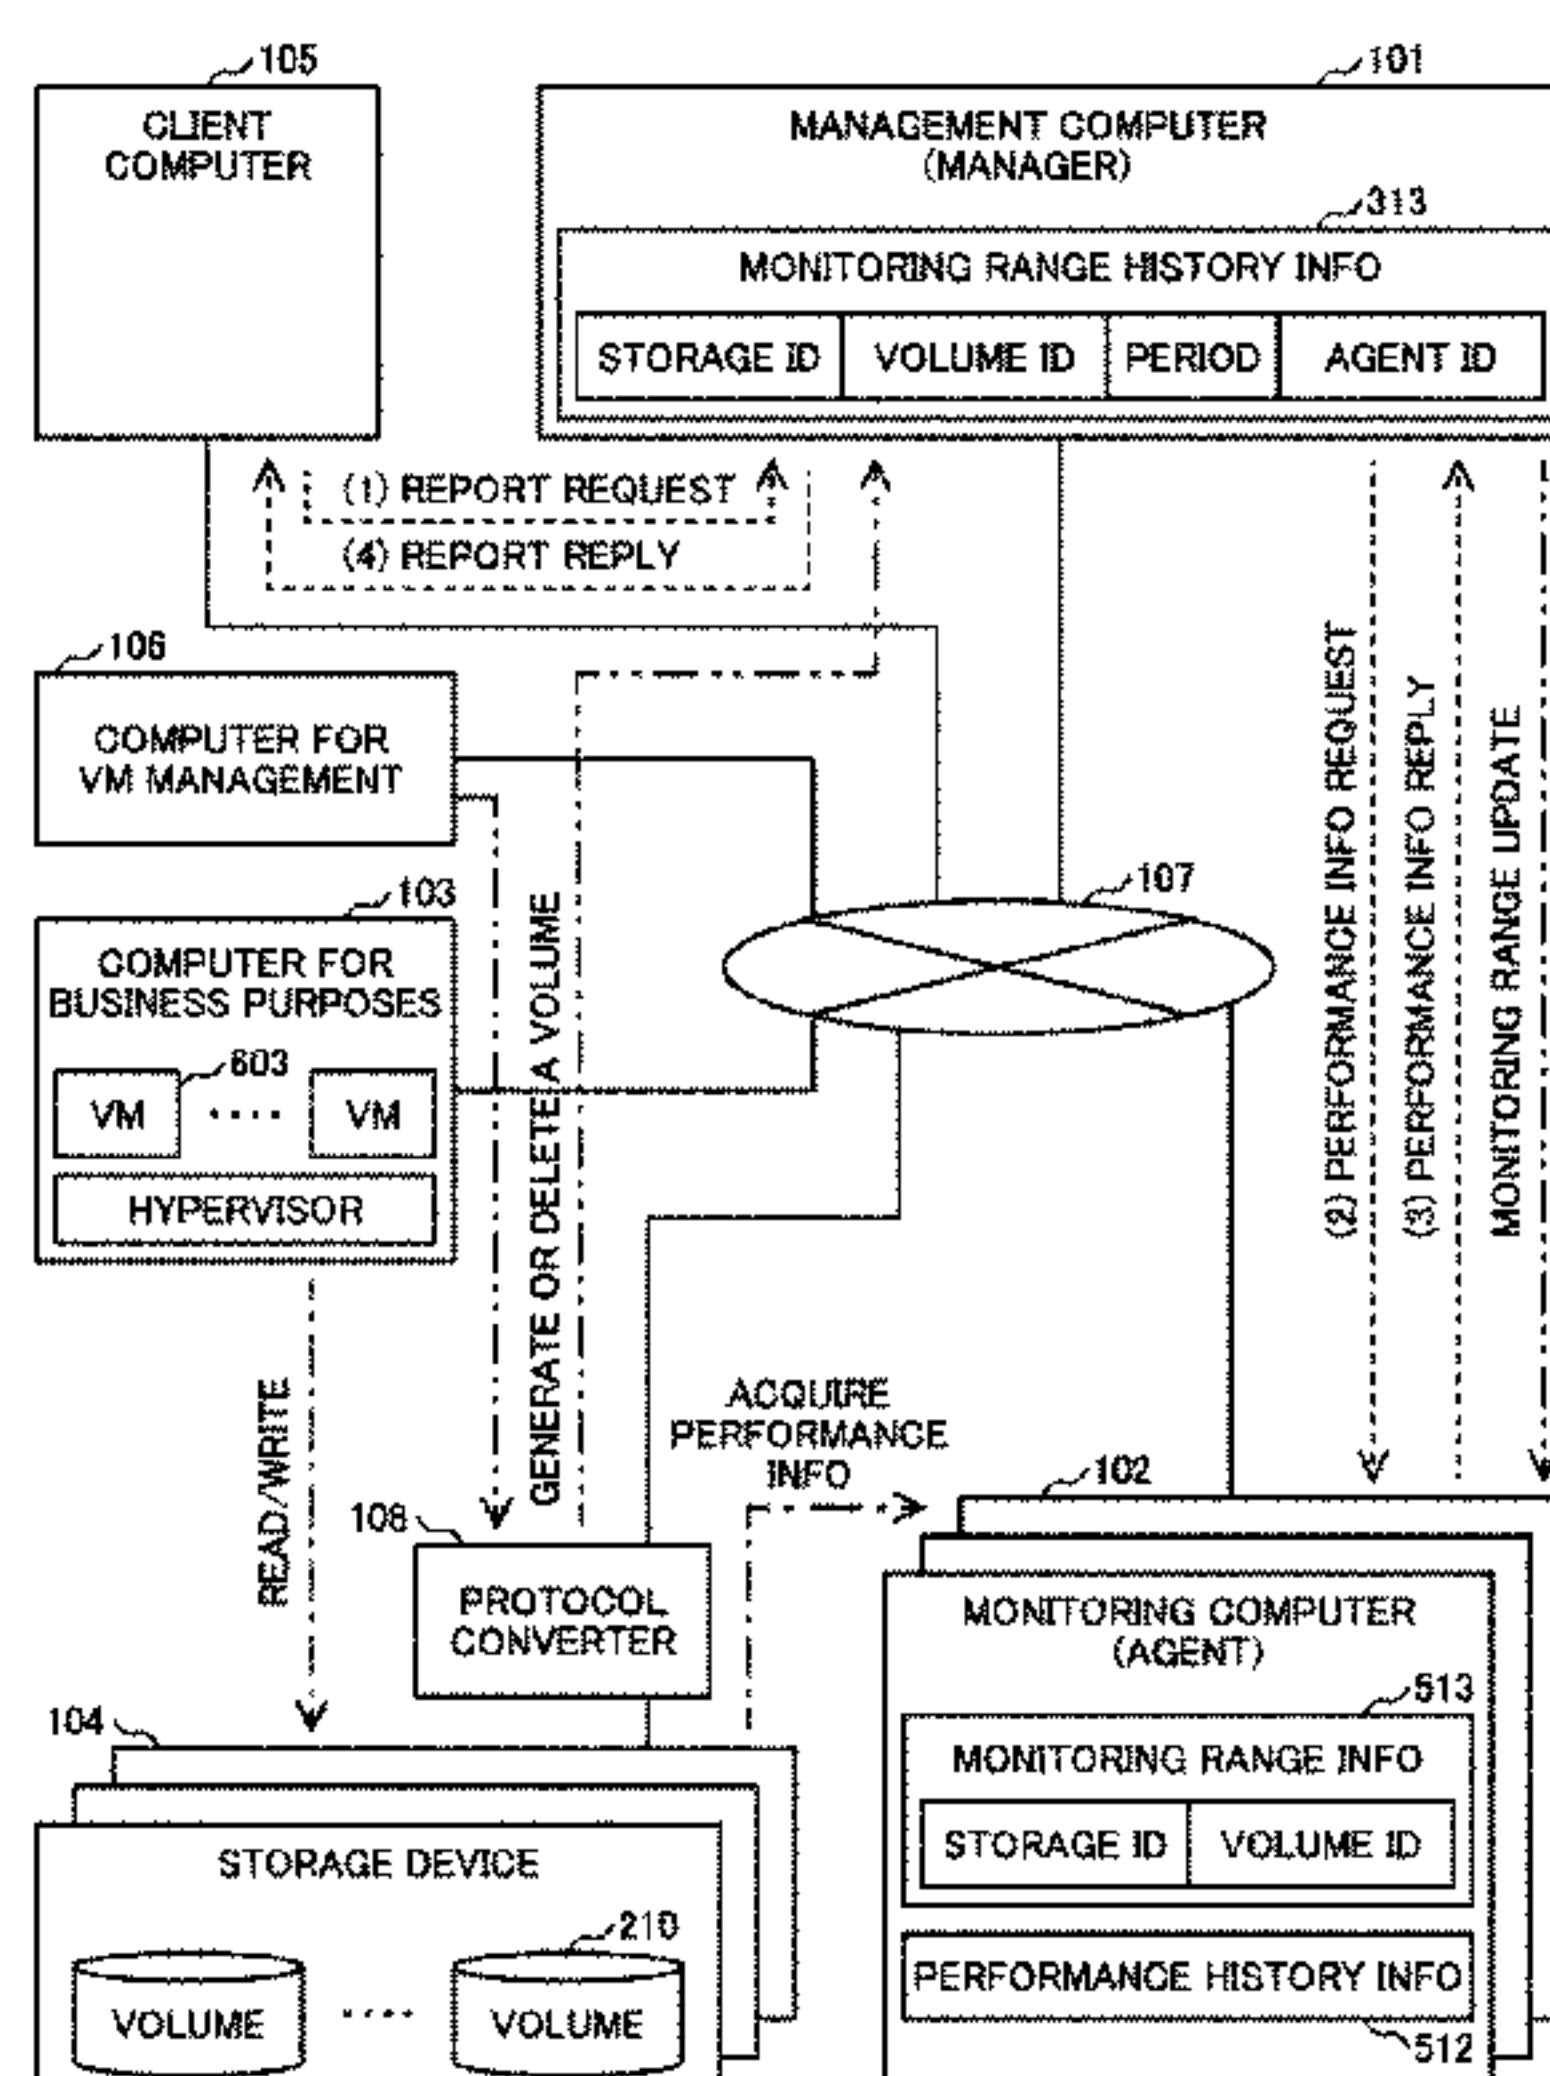 105
CLIENT
COMPUTER
101
MANAGEMENT COMPUTER
(MANAGER)
313
MONITORING RANGE HISTORY INFO
STORAGE ID VOLUME ID PERIOD AGENT ID
(1) REPORT REQUEST
(4) REPORT REPLY
106
COMPUTER FOR
VM MANAGEMENT
103
COMPUTER FOR
BUSINESS PURPOSES
603
VM ···· VM
HYPERVISOR
107
GENERATE OR DELETE A VOLUME
(2) PERFORMANCE INFO REQUEST
(3) PERFORMANCE INFO REPLY
MONITORING RANGE UPDATE
READ/WRITE
ACQUIRE
PERFORMANCE
INFO
108
PROTOCOL
CONVERTER
102
MONITORING COMPUTER
(AGENT)
513
MONITORING RANGE INFO
STORAGE ID VOLUME ID
PERFORMANCE HISTORY INFO
512
104
STORAGE DEVICE
210
VOLUME ···· VOLUME